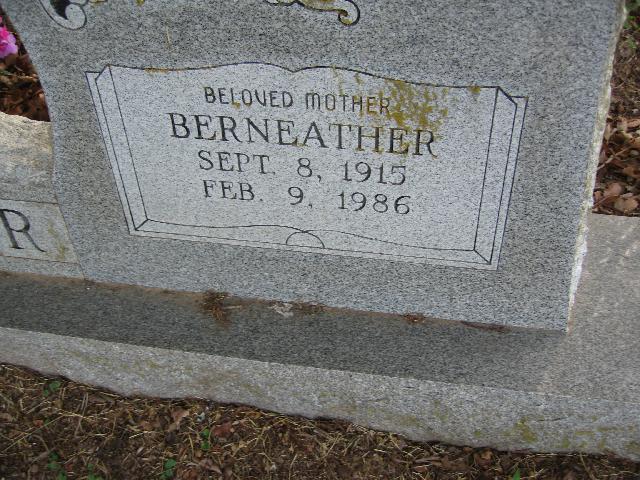 BELOVED MOTHER
BERNEATHER
SEPT. 8, 1915
FEB. 9, 1986
R